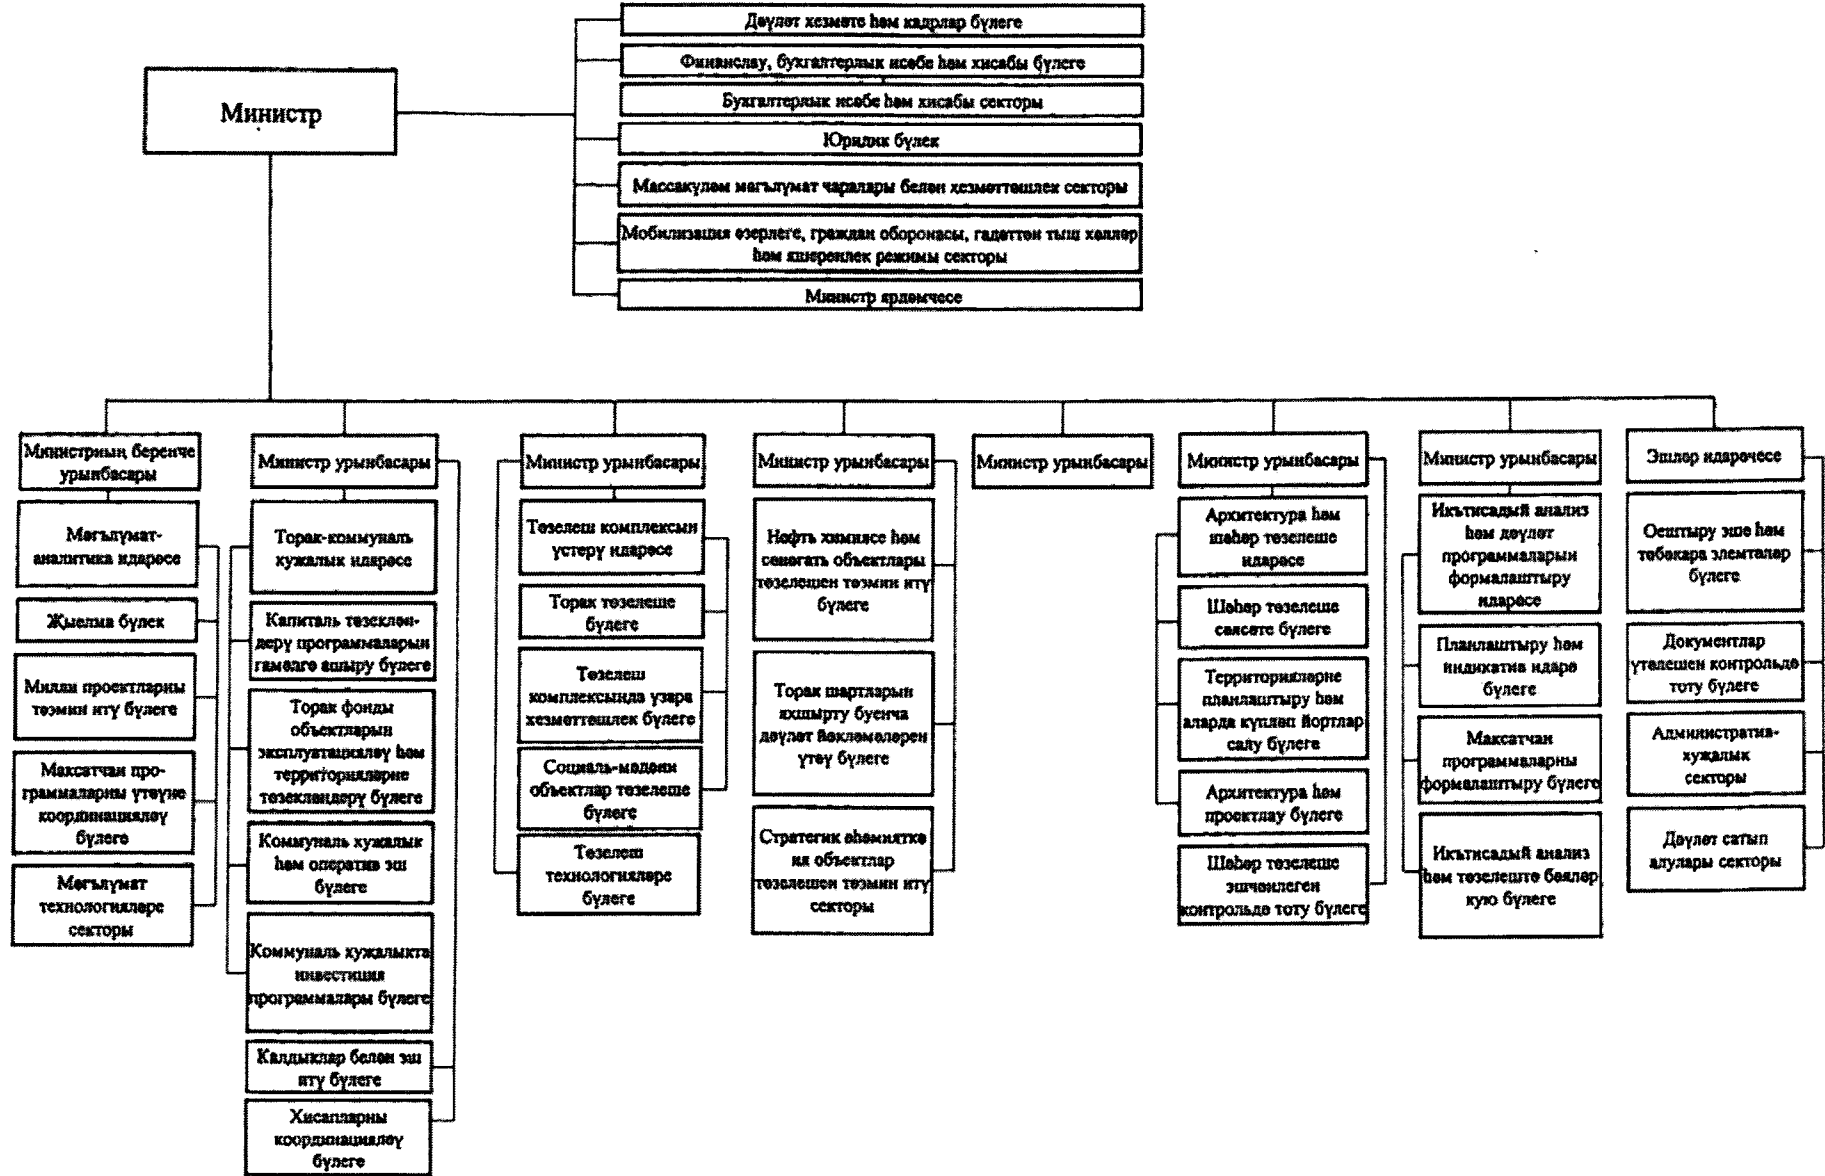 Дәүләт хезмәте һәм кадрлар бүлеге
Финанслау, бухгалтерлык исәбе һәм хисабы бүлеге
Бухгалтерлык исәбе һәм хисабы секторы
Юридик бүлек
Массакүләм мәгълүмат чаралары белән хезмәттәшлек секторы
Мобилизация әзерлеге, граждан оборонасы, гадәттән тыш хәлләр
һәм яшеренлек режимы секторы
Министр ярдәмчесе
Министр
Министрның беренче
урынбасары
Мәгълүмат-
аналитика идарәсе
Җыелма бүлек
Милли проектларны
тәэмин итү бүлеге
Максатчан про-
граммаларны үтәүне
координацияләү
бүлеге
Мәгълүмат
технологияләре
секторы
Министр урынбасары
Торак-коммуналь
хуҗалык идарәсе
Капиталь төзеклән-
дерү программаларын
гамәлгә ашыру бүлеге
Торак фонды
объектларын
эксплуатацияләү һәм
территорияләрне
төзекләндерү бүлеге
Коммуналь хуҗалык
һәм оператив эш
бүлеге
Коммуналь хуҗалыкта
инвестиция
программалары бүлеге
Калдыклар белән эш
итү бүлеге
Хисапларны
координацияләү
бүлеге
Министр урынбасары
Төзелеш комплексын
үстерү идарәсе
Торак төзелеше
бүлеге
Төзелеш
комплексында үзара
хезмәттәшлек бүлеге
Социаль-мәдәни
объектлар төзелеше
бүлеге
Төзелеш
технологияләре
бүлеге
Министр урынбасары
Нефть химиясе һәм
сәнәгать объектлары
төзелешен тәэмин итү
бүлеге
Торак шартларын
яхшырту буенча
дәүләт йөкләмәләрен
үтәү бүлеге
Стратегик әһәмияткә
ия объектлар
төзелешен тәэмин итү
секторы
Министр урынбасары
Министр урынбасары
Архитектура һәм
шәһәр төзелеше
идарәсе
Шәһәр төзелеше
сәясәте бүлеге
Территорияләрне
планлаштыру һәм
аларда күпләп йортлар
салу бүлеге
Архитектура һәм
проектлау бүлеге
Шәһәр төзелеше
эшчәнлеген
контрольдә тоту бүлеге
Министр урынбасары
Икътисадый анализ
һәм дәүләт
программаларын
формалаштыру
идарәсе
Планлаштыру һәм
индикатив идарә
бүлеге
Максатчан
программаларны
формалаштыру бүлеге
Икътисадый анализ
һәм төзелештә бәяләр
кую бүлеге
Эшләр идарәчесе
Оештыру эше һәм
төбәкара элемтәләр
бүлеге
Документлар
үтәлешен контрольдә
тоту бүлеге
Административ-
хуҗалык
секторы
Дәүләт сатып
алулары секторы